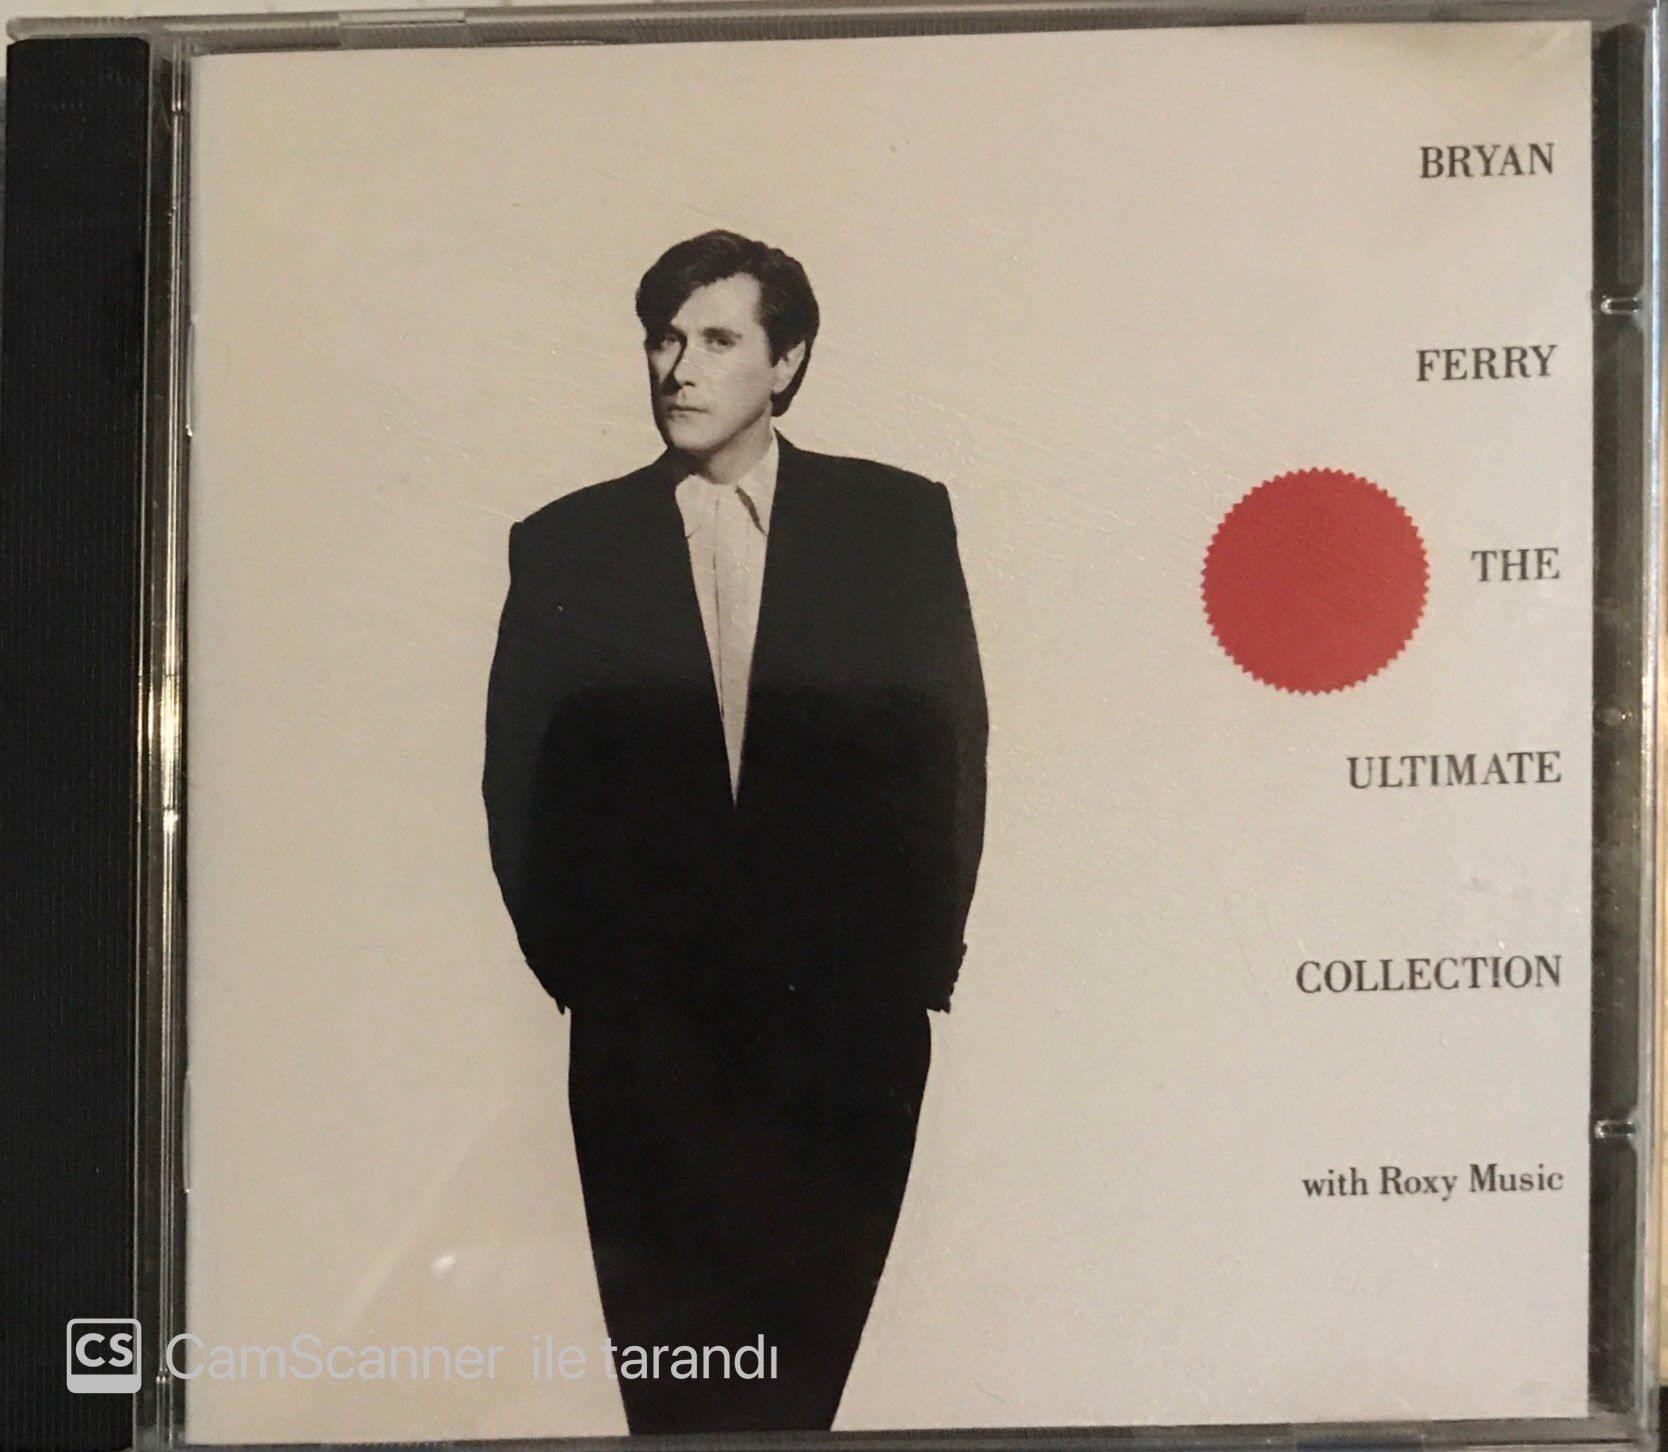 BRYAN
FERRY
THE
ULTIMATE
COLLECTION
with Roxy Music
CS CamScanner ile tarandı